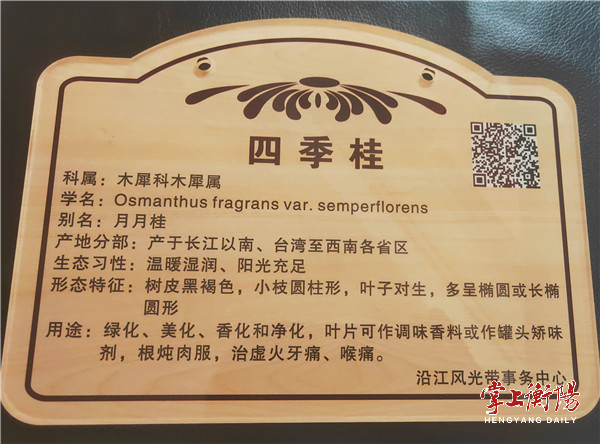 四季桂
科属：木犀科木犀属
学名：Osmanthus fragrans var. semperflorens
别名：月月桂
产地分部：产于长江以南、台湾至西南各省区
生态习性：温暖湿润、阳光充足
形态特征：树皮黑褐色，小枝圆柱形，叶子对生，多呈椭圆或长椭
圆形
用途：绿化、美化、香化和净化，叶片可作调味香料或作罐头矫味
剂，根炖肉服，治虚火牙痛、喉痛。
沿江风光带事务中心
掌上衡陽
HENGYANG DAILY